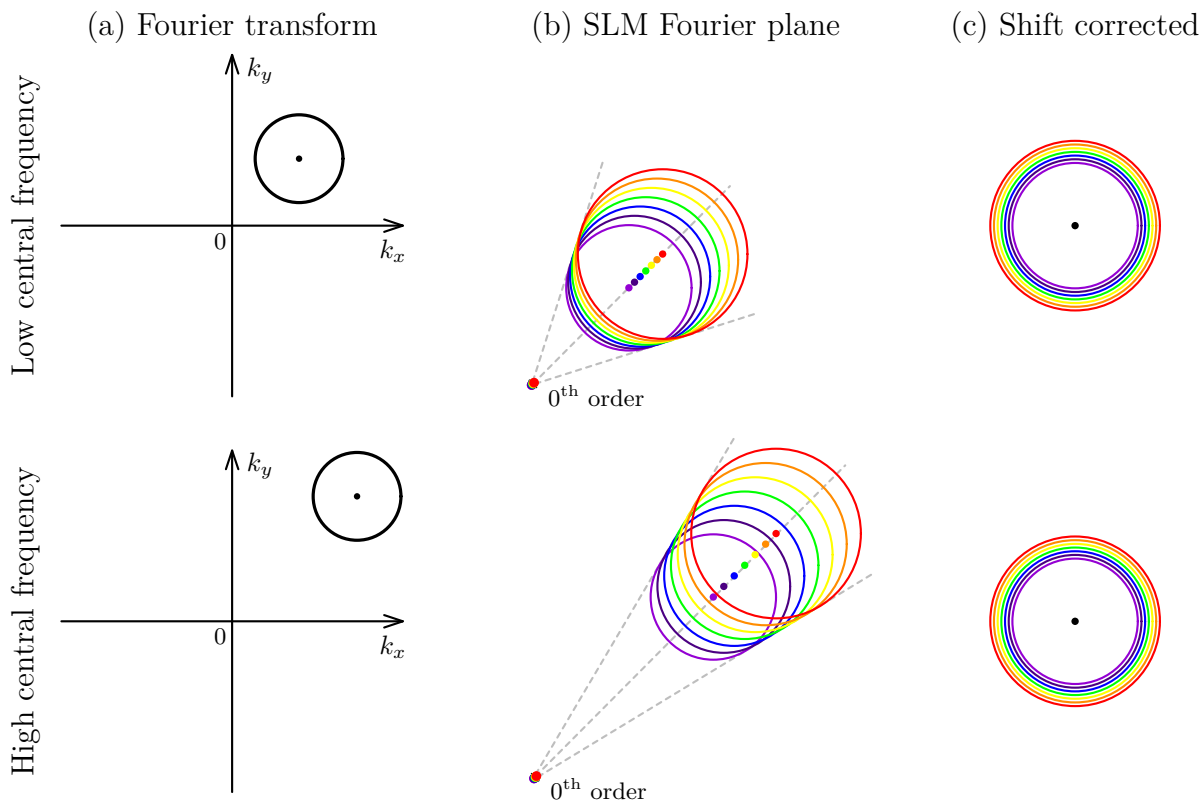 (a) Fourier transform
(b) SLM Fourier plane
(c) Shift corrected
Low central frequency
k_y
0
k_x
0^th order
High central frequency
k_y
0
k_x
0^th order